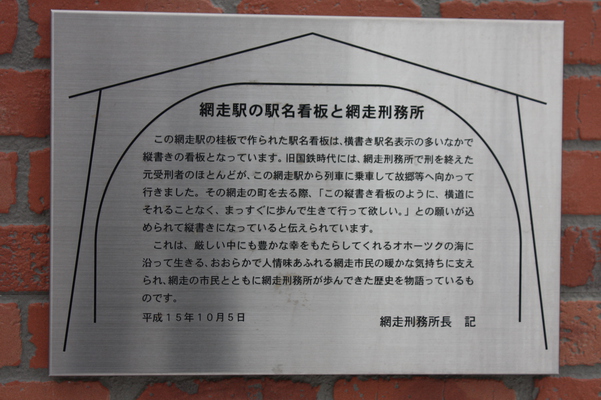 網走駅の駅名看板と網走刑務所
この網走駅の桂板で作られた駅名看板は、横書き駅名表示の多いなかで
縦書きの看板となっています。旧国鉄時代には、網走刑務所で刑を終えた
元受刑者のほとんどが、この網走駅から列車に乗車して故郷等へ向かって
行きました。その網走の町を去る際、「この縦書き看板のように、横道に
それることなく、まっすぐに歩んで生きて行って欲しい。」との願いが込
められて縦書きになっていると伝えられています。
これは、厳しい中にも豊かな幸をもたらしてくれるオホーツクの海に
沿って生きる、おおらかで人情味あふれる網走市民の暖かな気持ちに支え
られ、網走の市民とともに網走刑務所が歩んできた歴史を物語っているも
のです。
平成15年10月5日
網走刑務所長 記